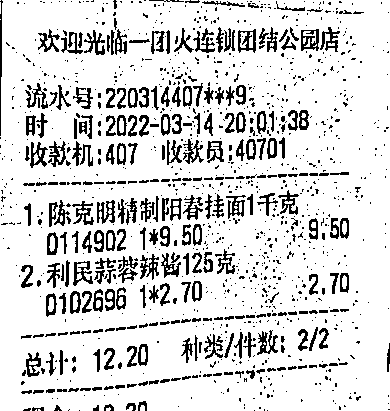 欢迎光临一团火连锁团结公园店
流水号:220314407***9
时 间:2022-03-14 20:01:38
收款机:407 收款员:40701
1.陈克明精制阳春挂面1千克
0114902 1*9.50 9.50
2.利民蒜蓉辣酱125克
0102696 1*2.70 2.70
总计: 12.20 种类/件数: 2/2